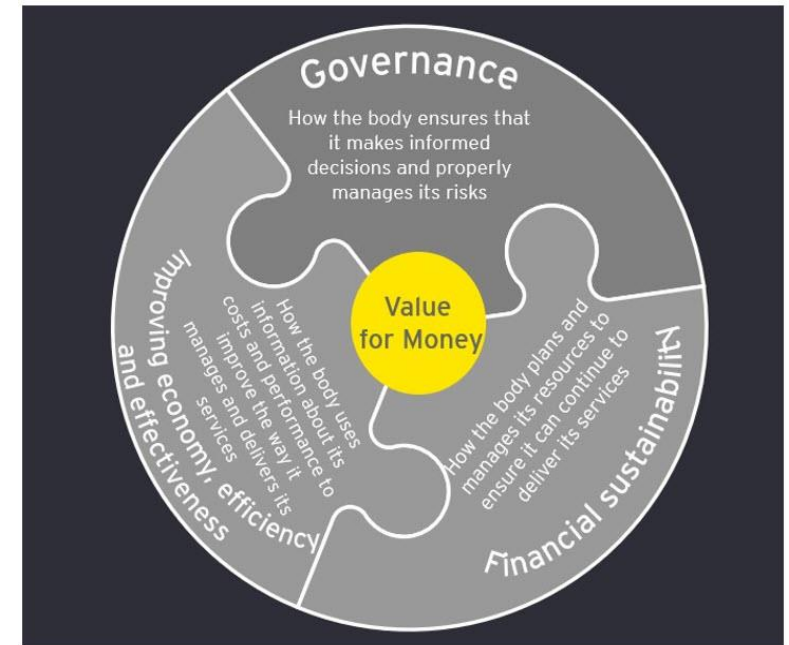 Governance
How the body ensures that
it makes informed
decisions and properly
manages its risks
Value
for Money
Improving economy, efficiency
and effectiveness
How the body uses
information about its
costs and performance to
improve the way it
manages and delivers its
services
How the body plans and
manages its resources to
ensure it can continue to
deliver its services
Financial sustainability